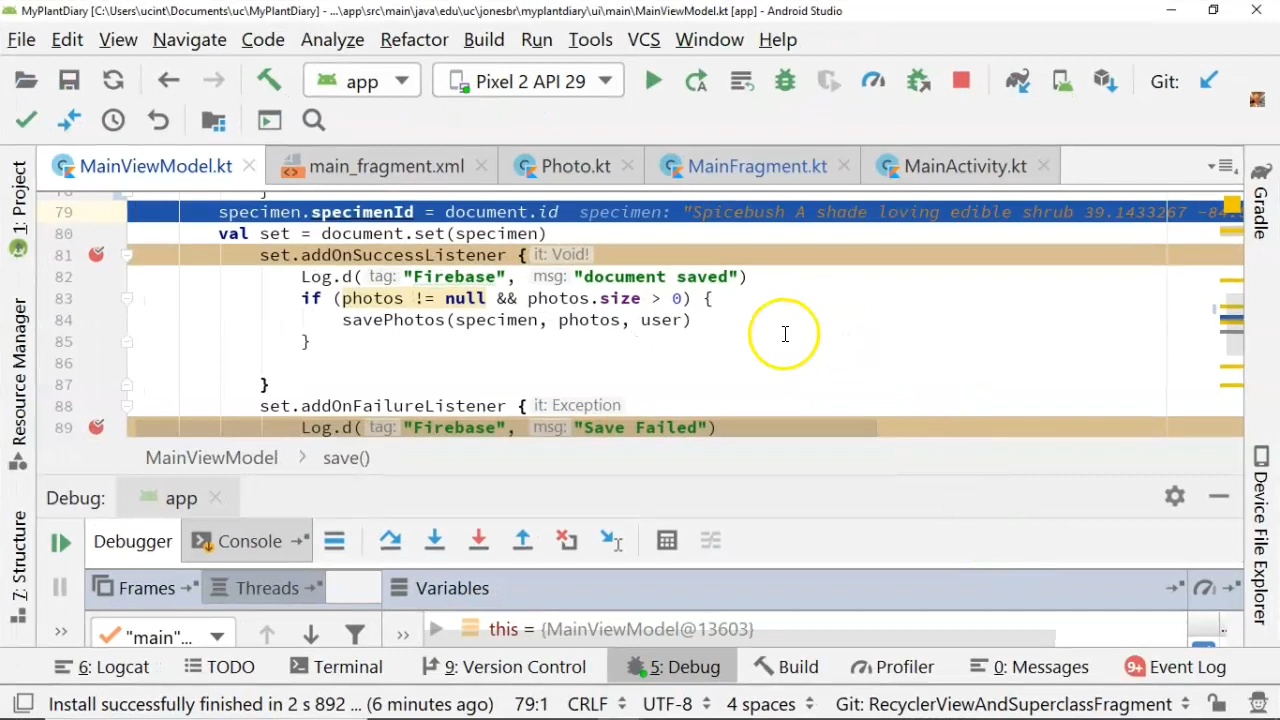 MyPlantDiary [C:\Users\ucint\Documents\uc\MyPlantDiary] - ...\app\src\main\java\edu\uc\jonesbr\myplantdiary\ui\main\MainViewModel.kt [app] - Android Studio
File Edit View Navigate Code Analyze Refactor Build Run Tools VCS Window Help
app Pixel 2 API 29 Git:
MainViewModel.kt main_fragment.xml Photo.kt MainFragment.kt MainActivity.kt
79 specimen.specimenId = document.id specimen: "Spicebush A shade loving edible shrub 39.1433267
80 val set = document.set(specimen)
81 set.addOnSuccessListener { it: Void!
82 Log.d( tag: "Firebase", msg: "document saved")
83 if (photos != null && photos.size > 0) {
84 savePhotos(specimen, photos, user)
85 }
86
87 }
88 set.addOnFailureListener { it: Exception
89 Log.d( tag: "Firebase", msg: "Save Failed")
MainViewModel > save()
Debug: app
Debugger Console
Frames Threads Variables
"main"... this = {MainViewModel@13603}
6: Logcat TODO Terminal 9: Version Control 5: Debug Build Profiler 0: Messages 9+ Event Log
Install successfully finished in 2 s 892 ... (6 minutes ago) 79:1 CRLF UTF-8 4 spaces Git: RecyclerViewAndSuperclassFragment
1: Project
Resource Manager
7: Structure
Gradle
Device File Explorer